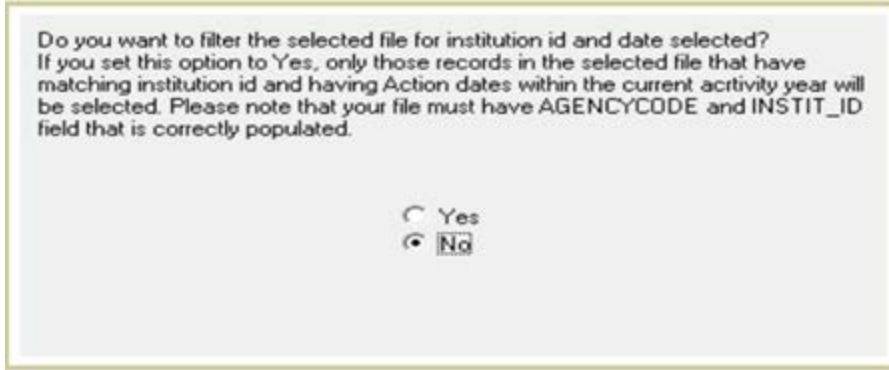 Do you want to filter the selected file for institution id and date selected?
If you set this option to Yes, only those records in the selected file that have
matching institution id and having Action dates within the current acrtivity year will
be selected. Please note that your file must have AGENCYCODE and INSTIT_ID
field that is correctly populated.
Yes
No